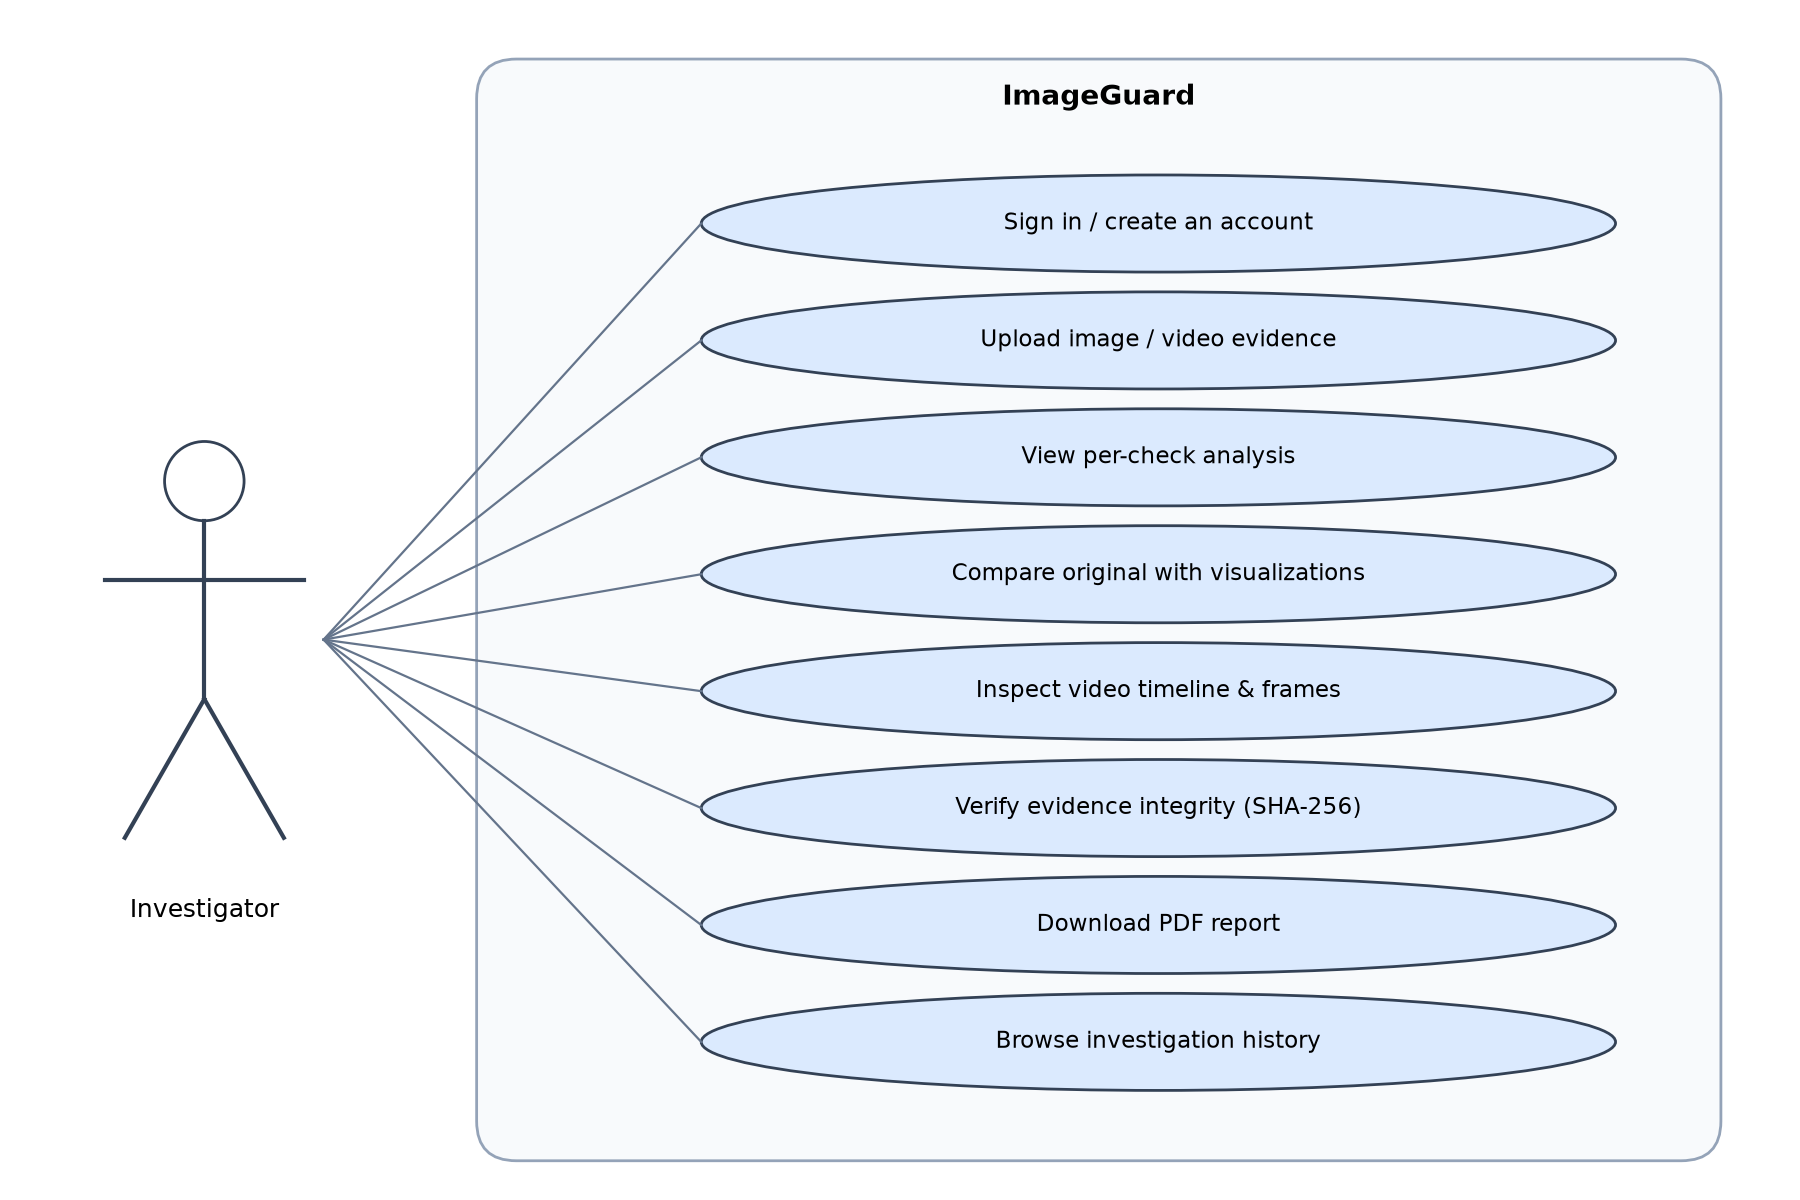 ImageGuard
Sign in / create an account
Upload image / video evidence
View per-check analysis
Compare original with visualizations
Inspect video timeline & frames
Verify evidence integrity (SHA-256)
Download PDF report
Browse investigation history
Investigator